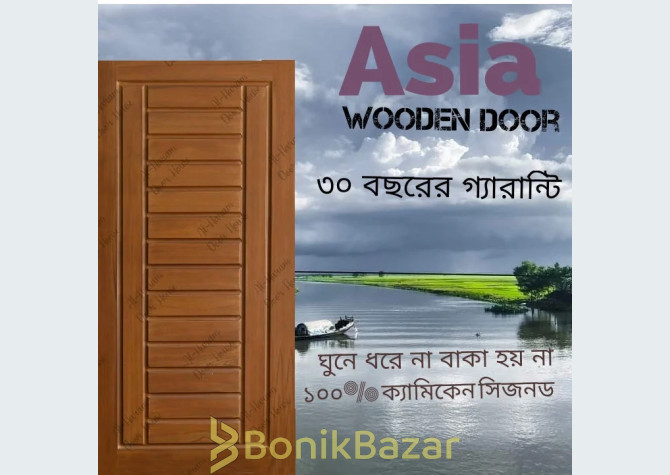 Asia
WOODEN DOOR
৩০ বছরের গ্যারান্টি
ঘুনে ধরে না বাকা হয় না
১০০% ক্যামিকেন সিজনড
BonikBazar